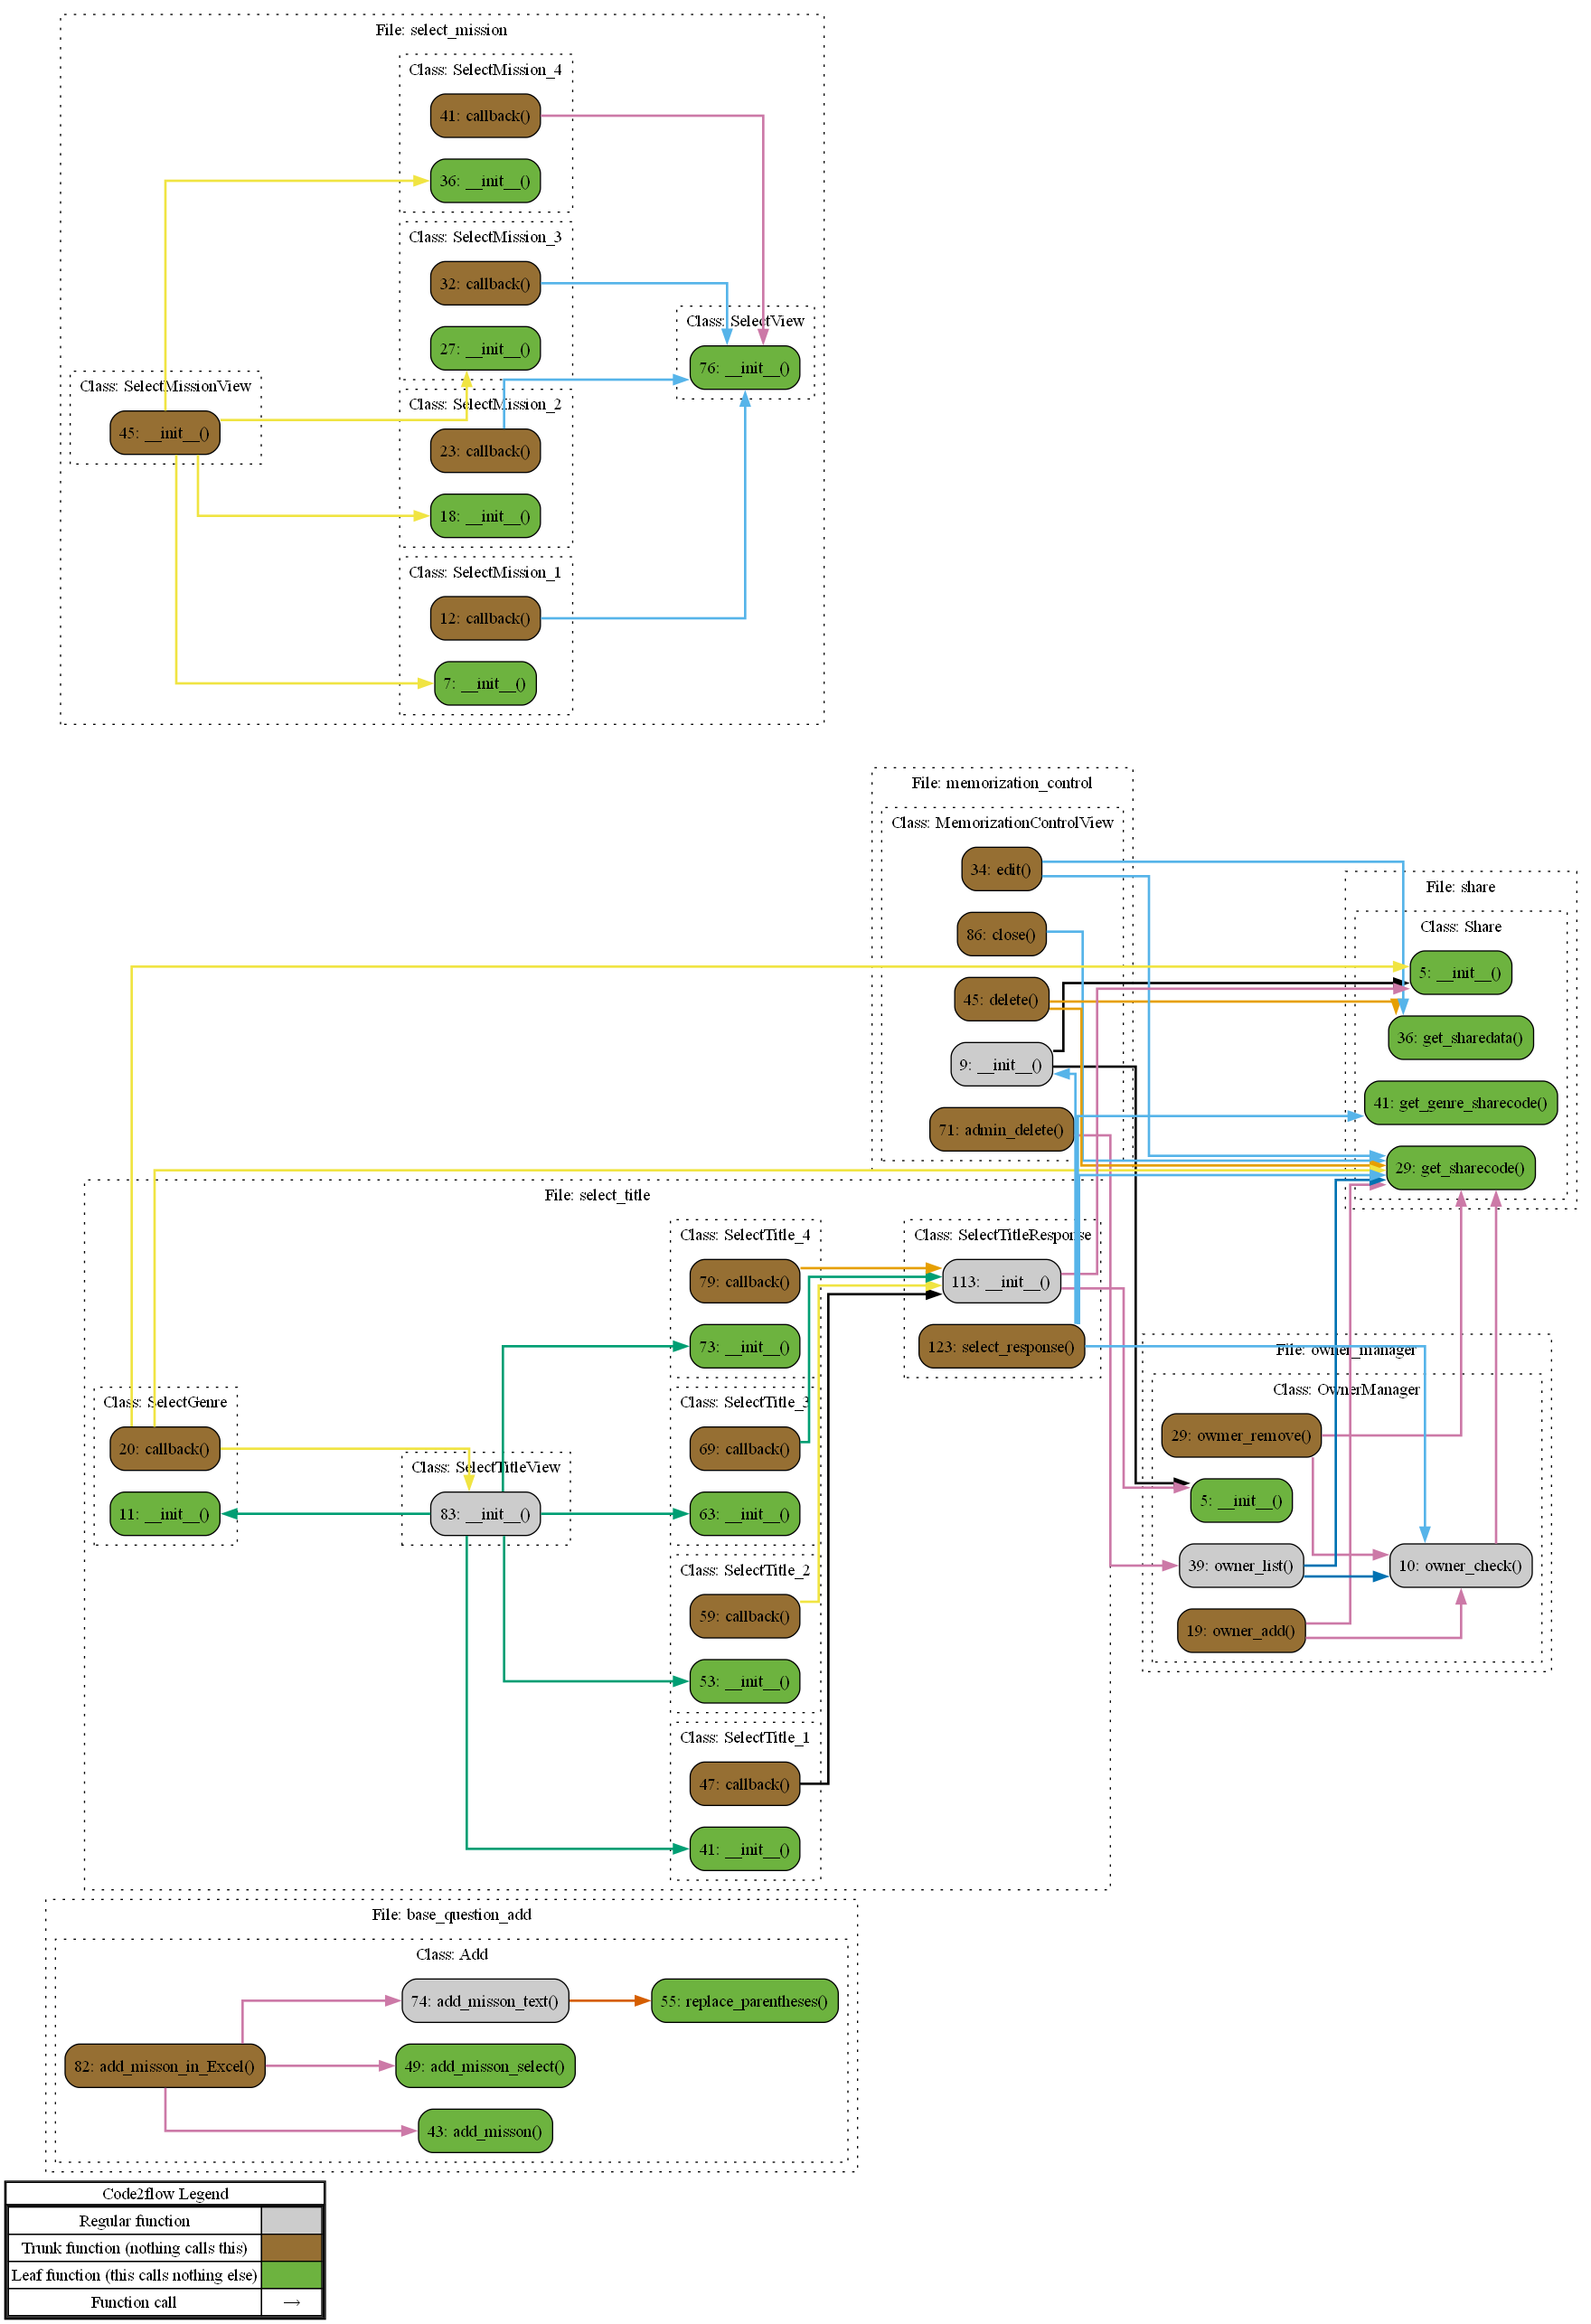 File: select_mission
Class: SelectMission_4
41: callback()
36: __init__()
Class: SelectMission_3
32: callback()
27: __init__()
Class: SelectView
76: __init__()
Class: SelectMissionView
45: __init__()
Class: SelectMission_2
23: callback()
18: __init__()
Class: SelectMission_1
12: callback()
7: __init__()
File: memorization_control
Class: MemorizationControlView
34: edit()
86: close()
45: delete()
9: __init__()
71: admin_delete()
File: share
Class: Share
5: __init__()
36: get_sharedata()
41: get_genre_sharecode()
29: get_sharecode()
File: select_title
Class: SelectTitle_4
79: callback()
73: __init__()
Class: SelectTitleResponse
113: __init__()
123: select_response()
Class: SelectGenre
20: callback()
11: __init__()
Class: SelectTitleView
83: __init__()
Class: SelectTitle_3
69: callback()
63: __init__()
Class: SelectTitle_2
59: callback()
53: __init__()
Class: SelectTitle_1
47: callback()
41: __init__()
File: owner_manager
Class: OwnerManager
29: owmer_remove()
5: __init__()
39: owner_list()
10: owner_check()
19: owner_add()
File: base_question_add
Class: Add
74: add_misson_text()
55: replace_parentheses()
82: add_misson_in_Excel()
49: add_misson_select()
43: add_misson()
Code2flow Legend
Regular function
Trunk function (nothing calls this)
Leaf function (this calls nothing else)
Function call →